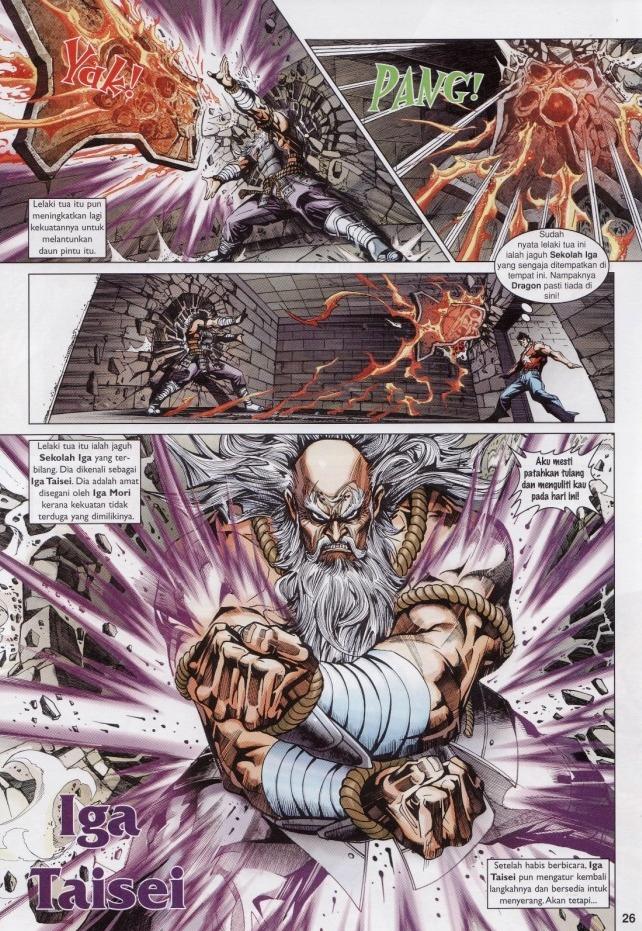 Yak!
PANG!
Lelaki tua itu pun
meningkatkan lagi
kekuatannya untuk
melantunkan
daun pintu itu.
Sudah
nyata lelaki tua ini
ialah jaguh Sekolah Iga
yang sengaja ditempatkan di
tempat ini. Nampaknya
Dragon pasti tiada di
sini!
Lelaki tua itu ialah jaguh
Sekolah Iga yang ter-
bilang. Dia dikenali sebagai
Iga Taisei. Dia adalah amat
disegani oleh Iga Mori
kerana kekuatan tidak
terduga yang dimilikinya.
Aku mesti
patahkan tulang
dan menguliti kau
pada hari ini!
Iga
Taisei
Setelah habis berbicara, Iga
Taisei pun mengatur kembali
langkahnya dan bersedia intuk
menyerang. Akan tetapi...
26